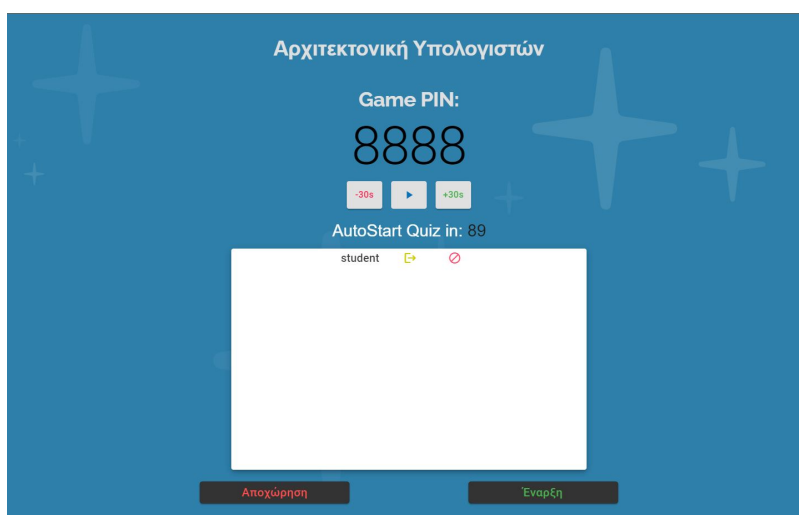 Αρχιτεκτονική Υπολογιστών
Game PIN:
8888
-30s +30s
AutoStart Quiz in: 89
student
Αποχώρηση Έναρξη